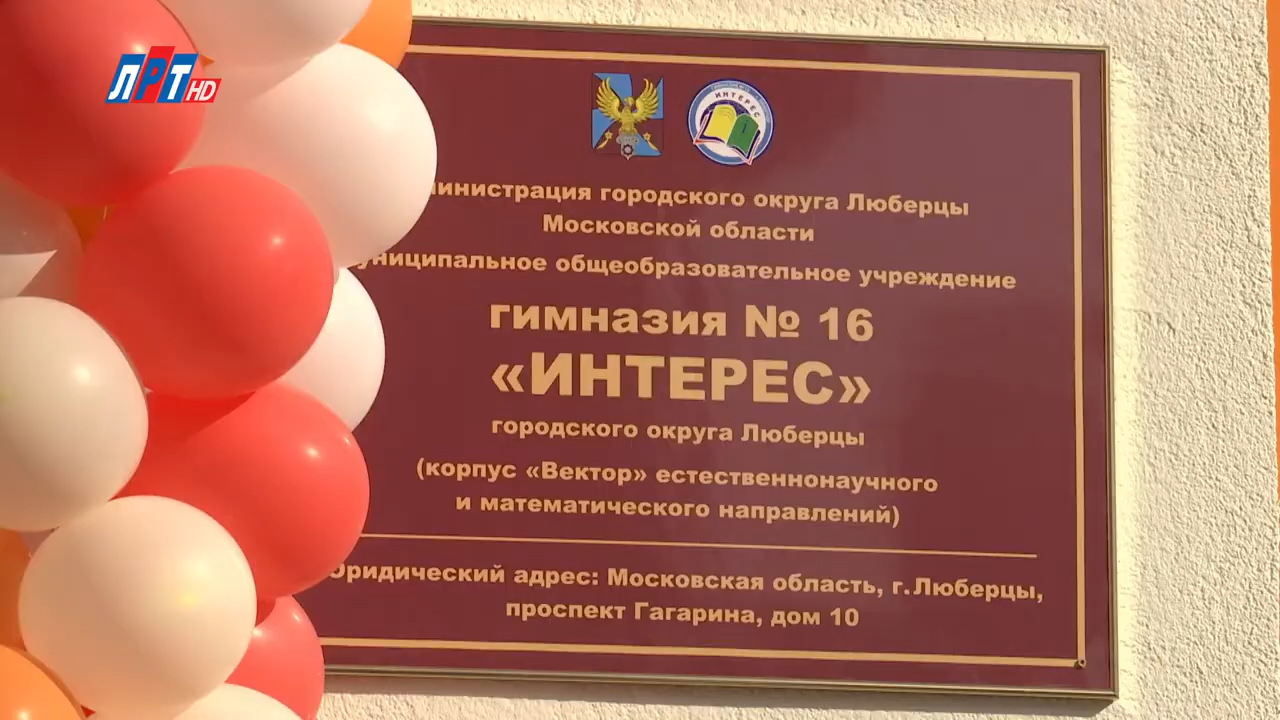 ЛРТ HD
ИНТЕРЕС
министрация городского округа Люберцы
Московской области
униципальное общеобразовательное учреждение
гимназия № 16
«ИНТЕРЕС»
городского округа Люберцы
(корпус «Вектор» естественнонаучного
и математического направлений)
Юридический адрес: Московская область, г.Люберцы,
проспект Гагарина, дом 10